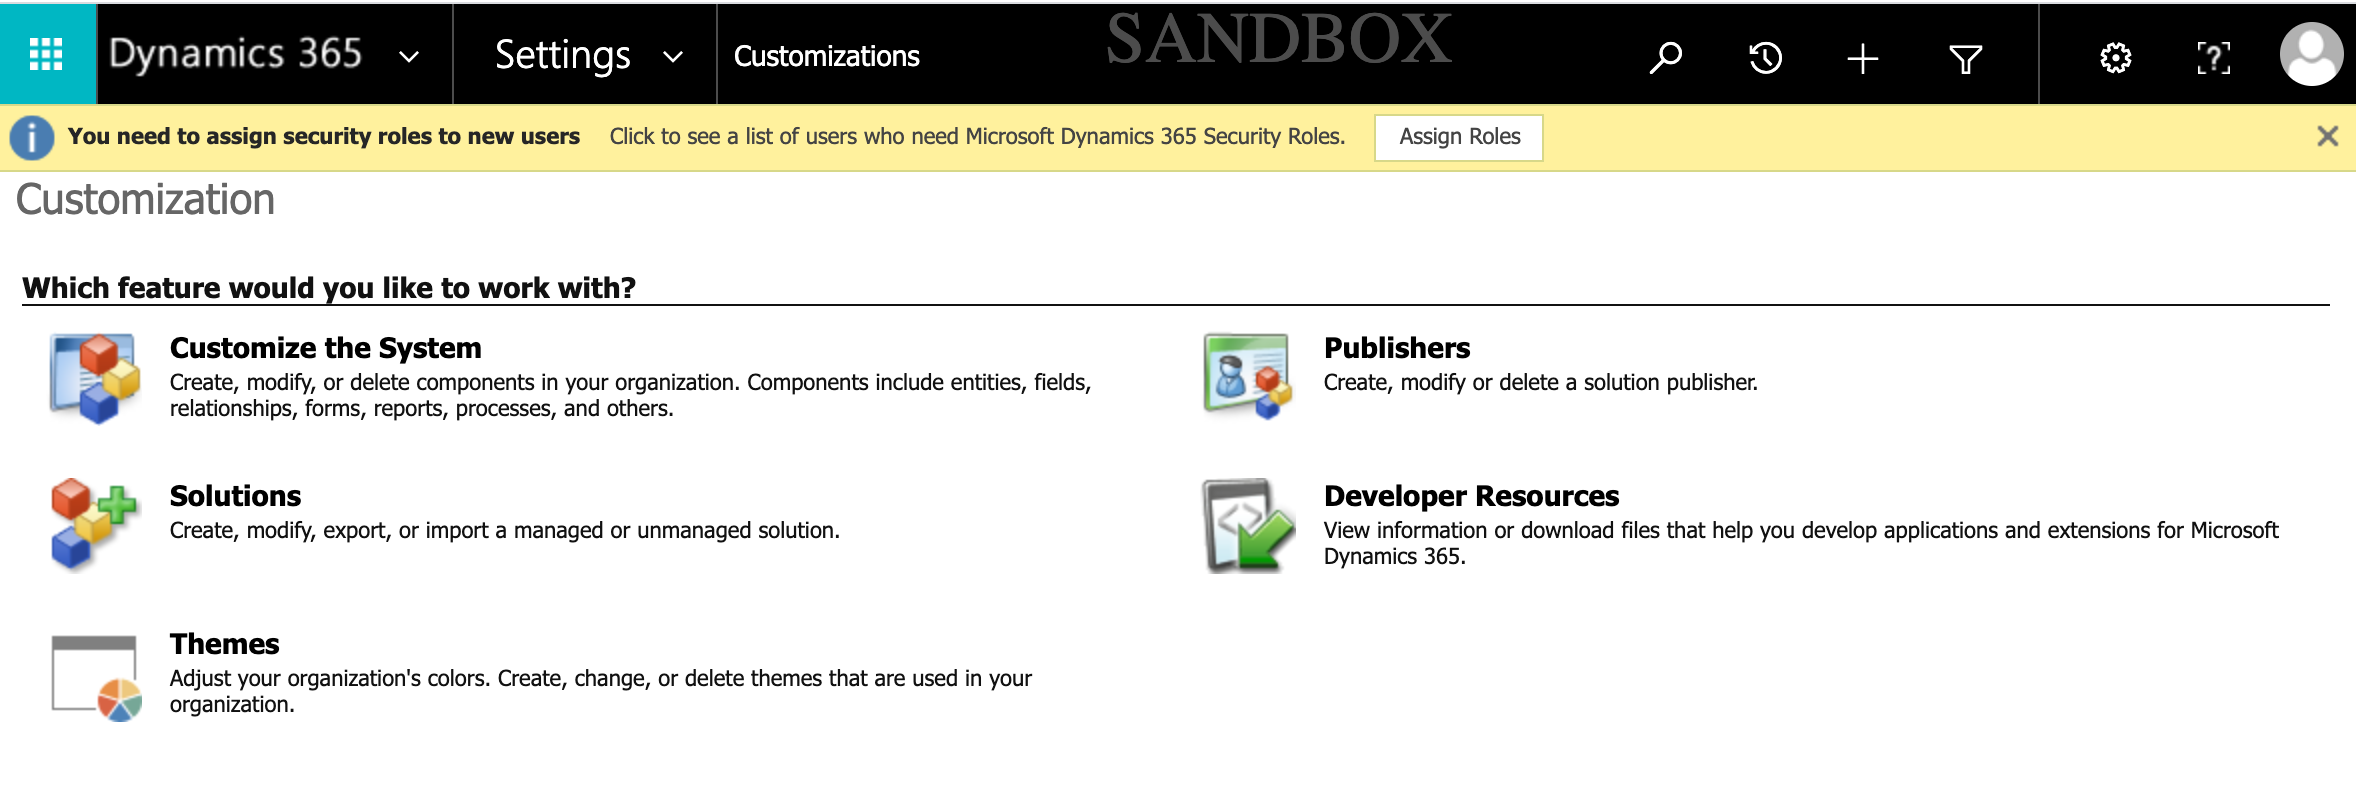 Dynamics 365 Settings Customizations SANDBOX
You need to assign security roles to new users Click to see a list of users who need Microsoft Dynamics 365 Security Roles. Assign Roles
Customization
Which feature would you like to work with?
Customize the System
Create, modify, or delete components in your organization. Components include entities, fields,
relationships, forms, reports, processes, and others.
Publishers
Create, modify or delete a solution publisher.
Solutions
Create, modify, export, or import a managed or unmanaged solution.
Developer Resources
View information or download files that help you develop applications and extensions for Microsoft
Dynamics 365.
Themes
Adjust your organization's colors. Create, change, or delete themes that are used in your
organization.